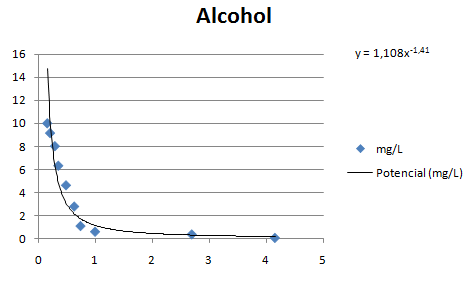 Alcohol
y = 1,108x^-1,41
16
14
12
10
8
6
4
2
0
0 1 2 3 4 5
mg/L
Potencial (mg/L)